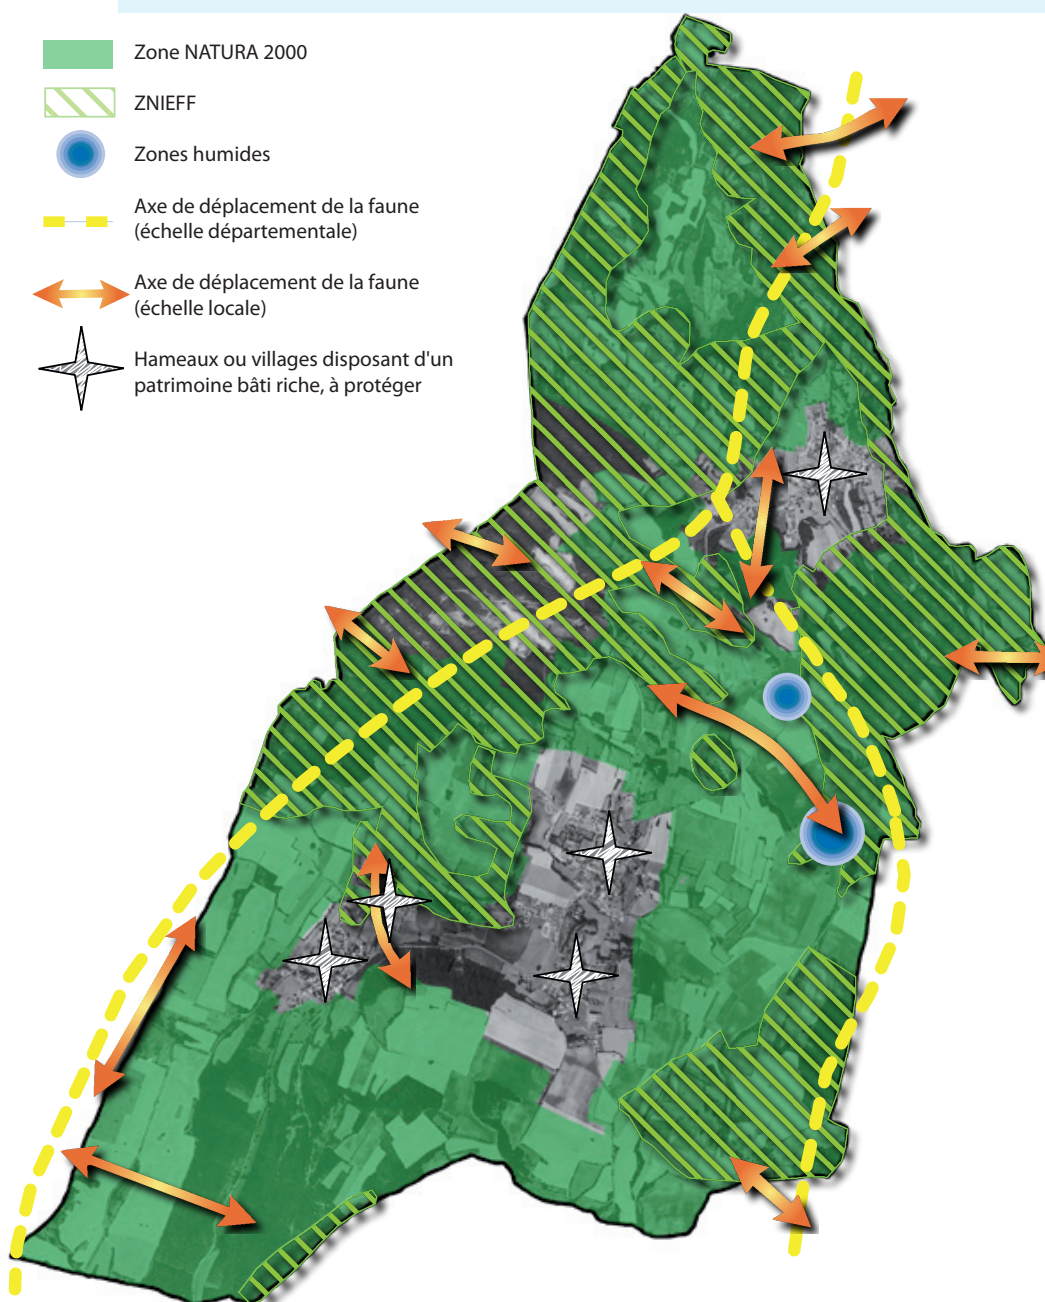 Zone NATURA 2000
ZNIEFF
Zones humides
Axe de déplacement de la faune
(échelle départementale)
Axe de déplacement de la faune
(échelle locale)
Hameaux ou villages disposant d'un
patrimoine bâti riche, à protéger